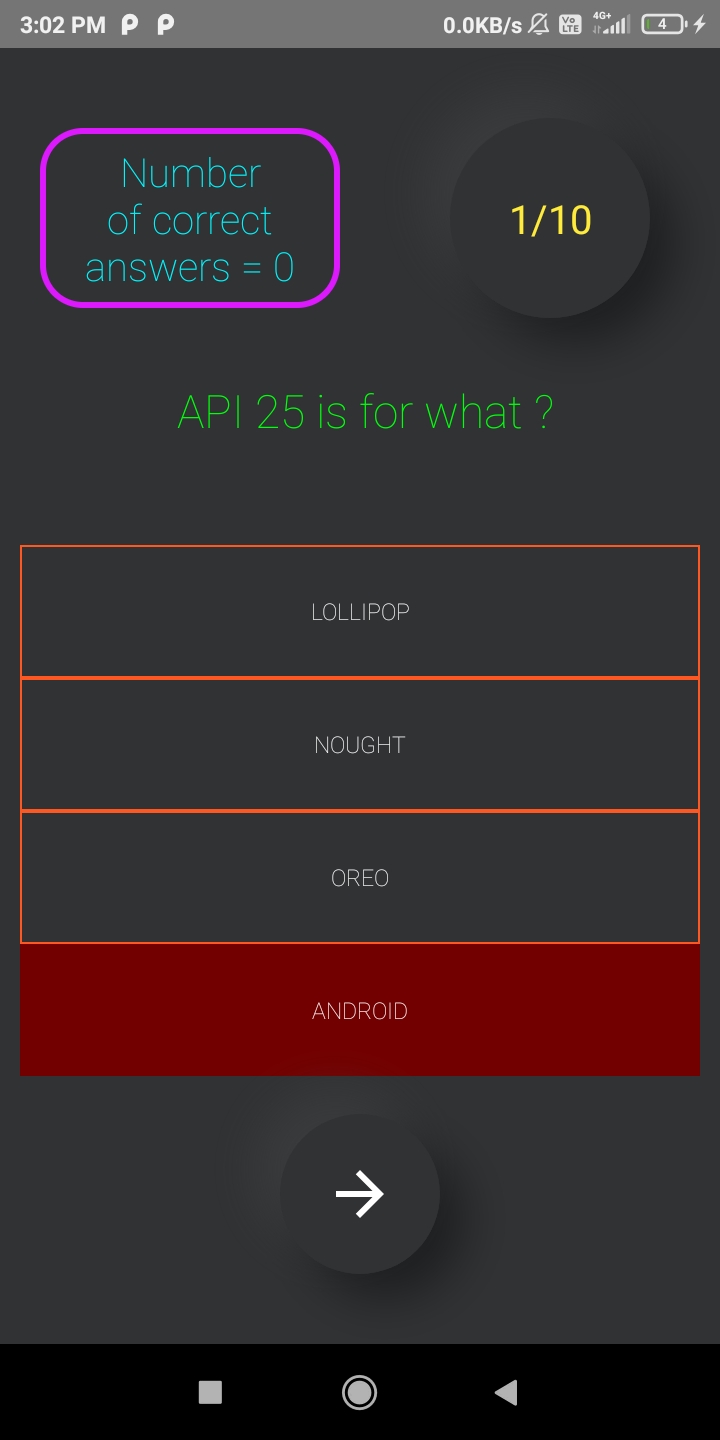 3:02 PM
0.0KB/s
Vo
LTE
4G+
4
Number
of correct
answers = 0
1/10
API 25 is for what ?
LOLLIPOP
NOUGHT
OREO
ANDROID